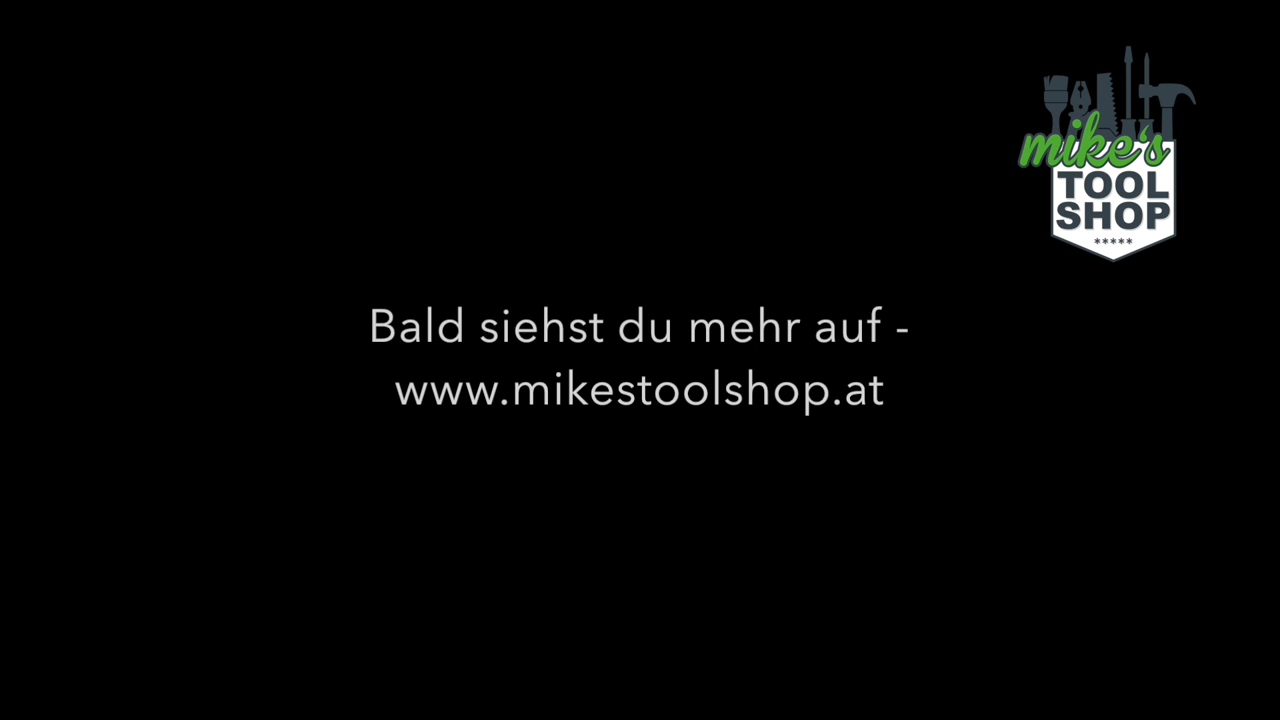 mike's
TOOL
SHOP
*****
Bald siehst du mehr auf -
www.mikestoolshop.at